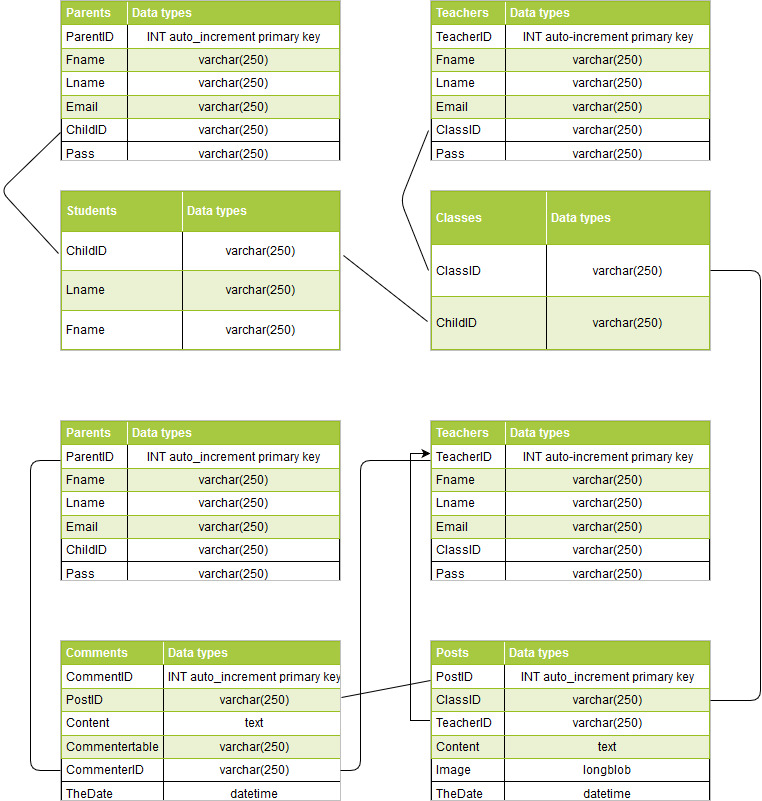 Parents Data types
ParentID INT auto_increment primary key
Fname varchar(250)
Lname varchar(250)
Email varchar(250)
ChildID varchar(250)
Pass varchar(250)
Teachers Data types
TeacherID INT auto-increment primary key
Fname varchar(250)
Lname varchar(250)
Email varchar(250)
ClassID varchar(250)
Pass varchar(250)
Students Data types
ChildID varchar(250)
Lname varchar(250)
Fname varchar(250)
Classes Data types
ClassID varchar(250)
ChildID varchar(250)
Parents Data types
ParentID INT auto_increment primary key
Fname varchar(250)
Lname varchar(250)
Email varchar(250)
ChildID varchar(250)
Pass varchar(250)
Teachers Data types
TeacherID INT auto-increment primary key
Fname varchar(250)
Lname varchar(250)
Email varchar(250)
ClassID varchar(250)
Pass varchar(250)
Comments Data types
CommentID INT auto_increment primary key
PostID varchar(250)
Content text
Commentertable varchar(250)
CommenterID varchar(250)
TheDate datetime
Posts Data types
PostID INT auto_increment primary key
ClassID varchar(250)
TeacherID varchar(250)
Content text
Image longblob
TheDate datetime